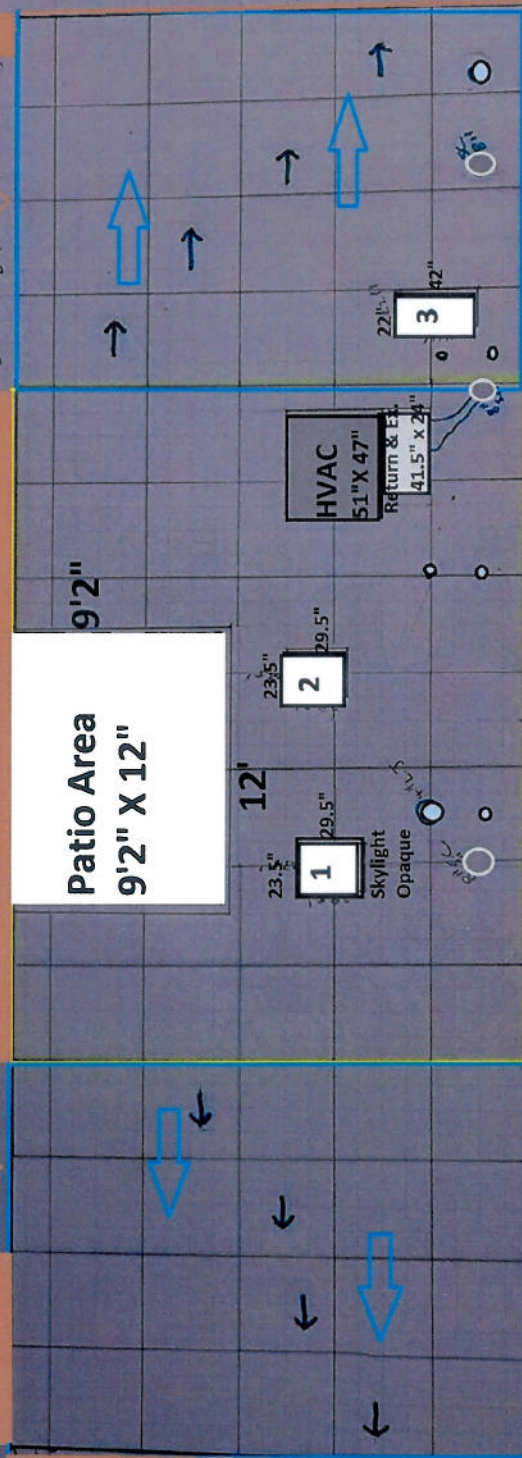 Patio Area
9'2" X 12"
9'2"
12'
23.5"
29.5"
1
Skylight
Opaque
23.5"
29.5"
2
HVAC
51"X 47"
Return & Ex.
41.5" x 24"
22"
42"
3
8"